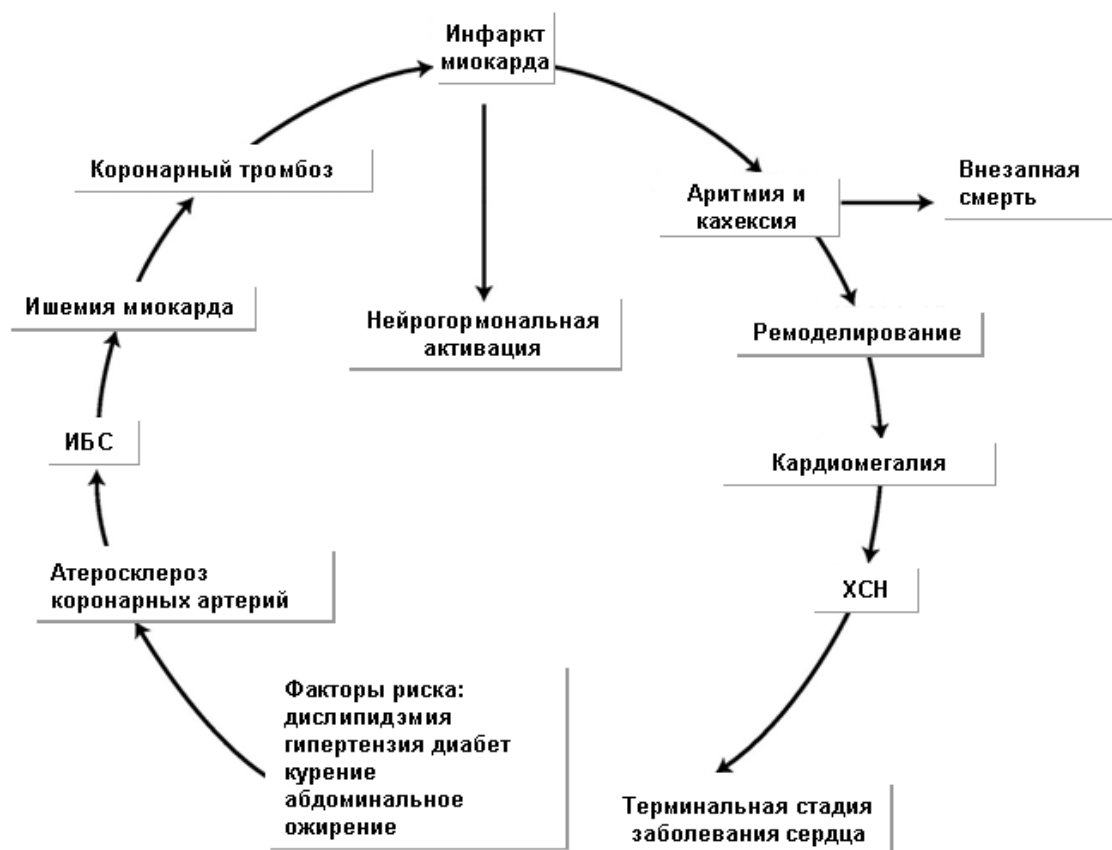 Инфаркт
миокарда
Коронарный тромбоз
Аритмия и
кахексия
Внезапная
смерть
Ишемия миокарда
Нейрогормональная
активация
Ремоделирование
ИБС
Кардиомегалия
Атеросклероз
коронарных артерий
ХСН
Факторы риска:
дислипидэмия
гипертензия диабет
курение
абдоминальное
ожирение
Терминальная стадия
заболевания сердца